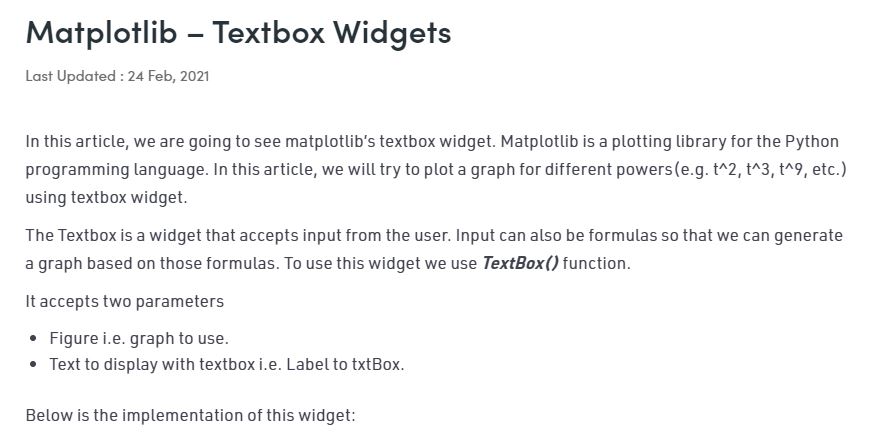 Matplotlib – Textbox Widgets
Last Updated : 24 Feb, 2021
In this article, we are going to see matplotlib's textbox widget. Matplotlib is a plotting library for the Python
programming language. In this article, we will try to plot a graph for different powers(e.g. t^2, t^3, t^9, etc.)
using textbox widget.
The Textbox is a widget that accepts input from the user. Input can also be formulas so that we can generate
a graph based on those formulas. To use this widget we use TextBox() function.
It accepts two parameters
• Figure i.e. graph to use.
• Text to display with textbox i.e. Label to txtBox.
Below is the implementation of this widget: